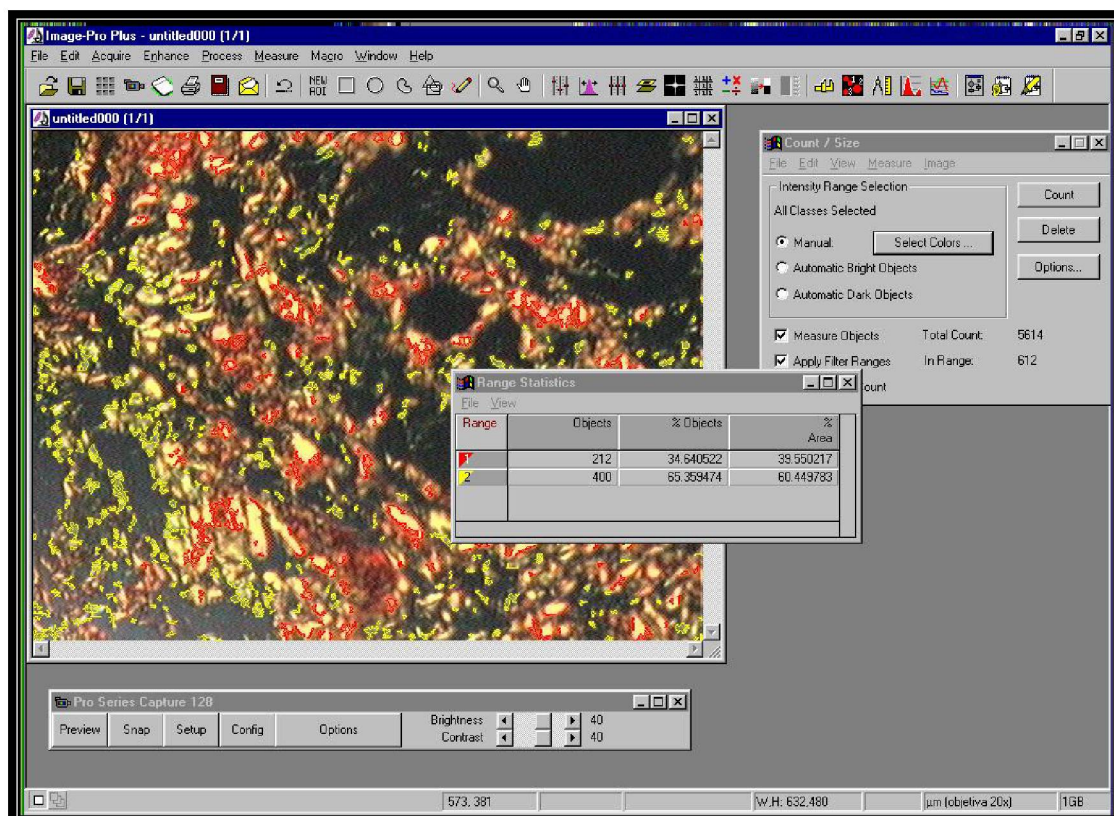 Image-Pro Plus - untitled000 (1/1)
File Edit Acquire Enhance Process Measure Macro Window Help
NEW AOI
untitled000 (1/1)
Count / Size
File Edit View Measure Image
Intensity Range Selection
All Classes Selected
Manual:
Select Colors ...
Automatic Bright Objects
Automatic Dark Objects
Count
Delete
Options...
Measure Objects Total Count: 5614
Apply Filter Ranges In Range: 612
ount
Range Statistics
File View
Range Objects % Objects % Area
1 212 34.640522 39.550217
2 400 65.359474 60.449783
Pro Series Capture 128
Preview Snap Setup Config Options
Brightness 40
Contrast 40
573, 381 W,H: 632,480 µm (objetiva 20x) 1GB